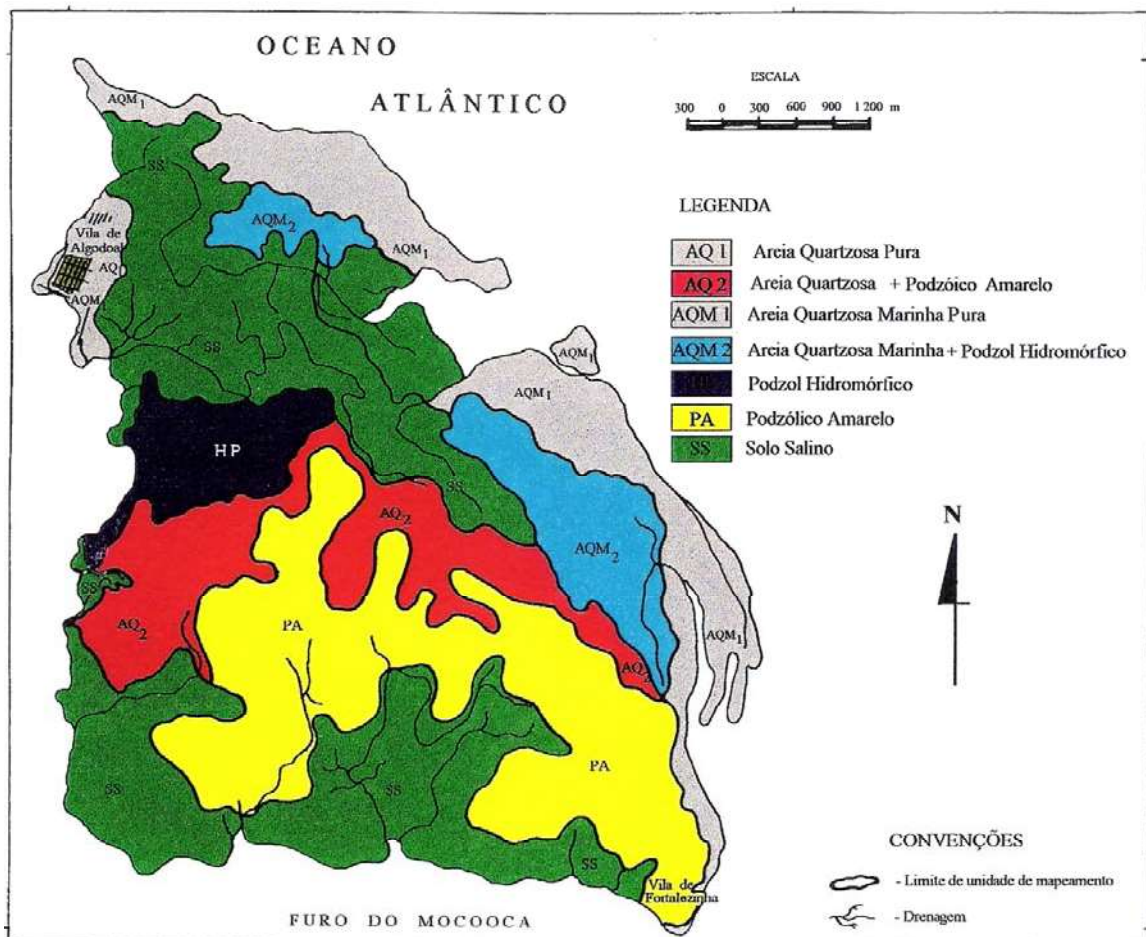 OCEANO
ATLÂNTICO
ESCALA
300 0 300 600 900 1 200 m
AQM1
SS
AQM2
AQM1
Vila de
Algodoal
AQ
AQM
SS
AQM1
AQM1
HP
SS
AQ2
AQM2
SS
AQ2
PA
AQM1
AQ2
SS
SS
PA
SS
Vila de
Fortalezinha
FURO DO MOCOOCA
LEGENDA
AQ 1 Areia Quartzosa Pura
AQ 2 Areia Quartzosa + Podzóico Amarelo
AQM 1 Areia Quartzosa Marinha Pura
AQM 2 Areia Quartzosa Marinha + Podzol Hidromórfico
HP Podzol Hidromórfico
PA Podzólico Amarelo
SS Solo Salino
N
CONVENÇÕES
- Limite de unidade de mapeamento
- Drenagem